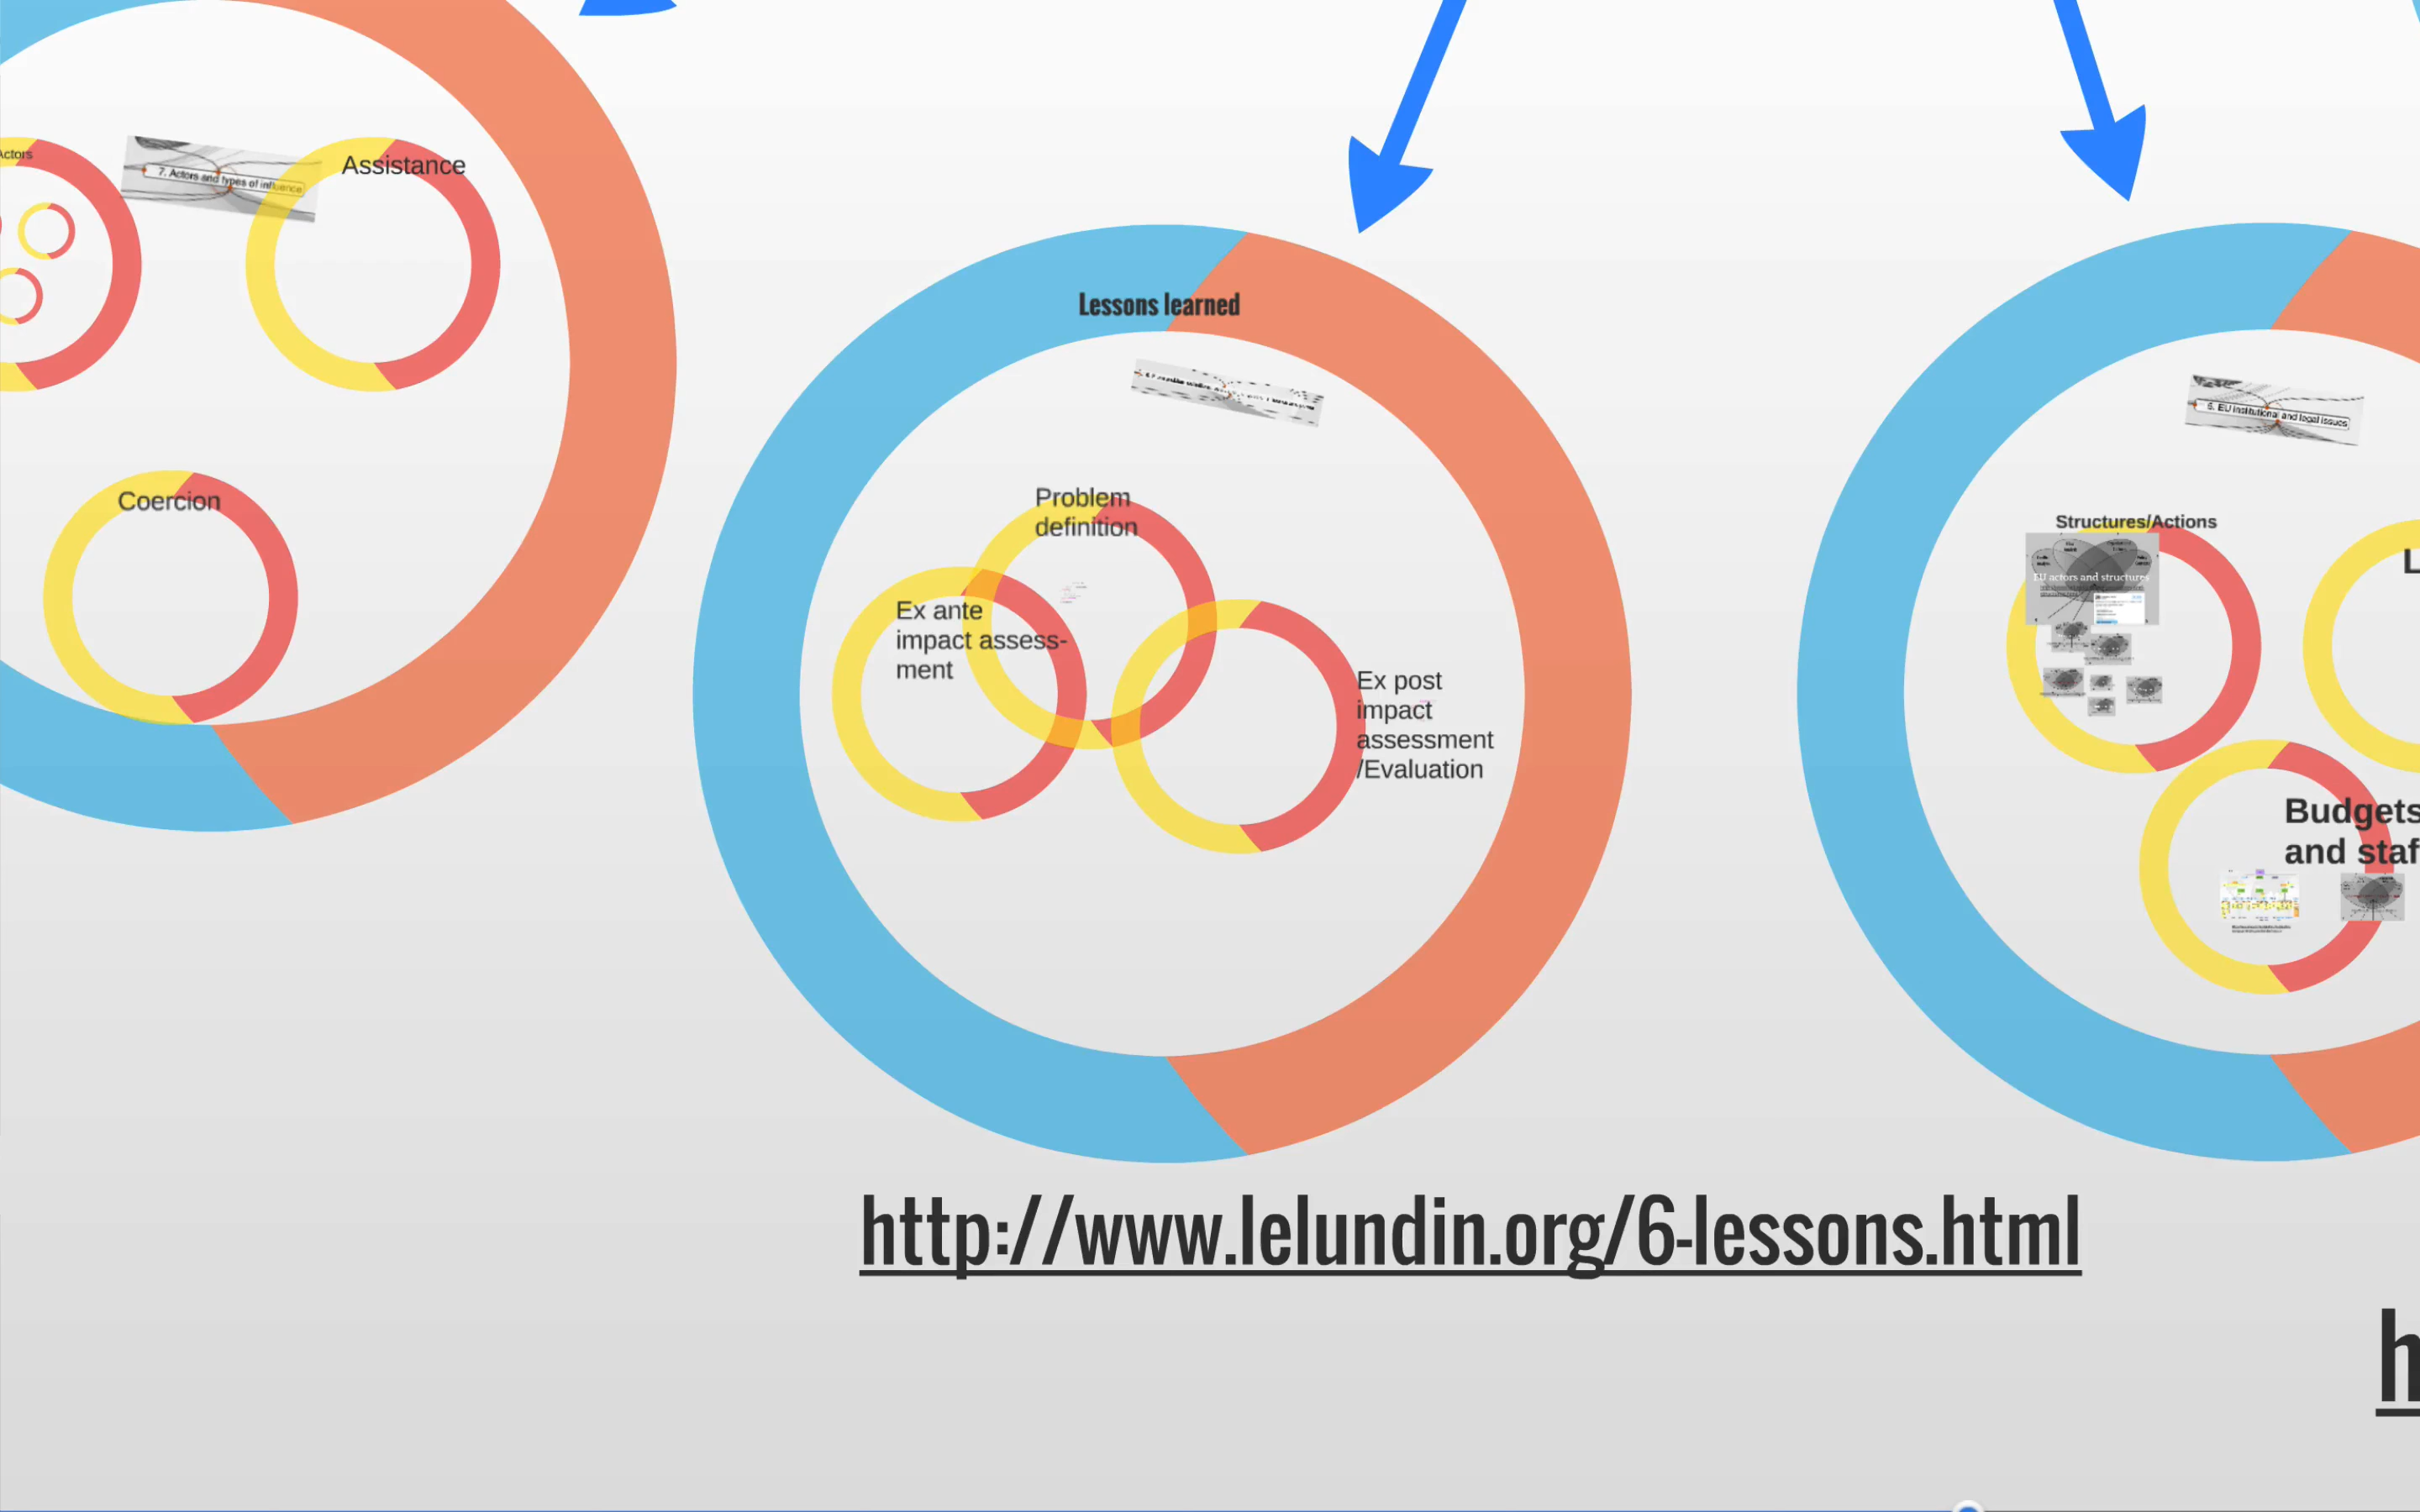 Actors
7. Actors and types of influence
Assistance
Coercion
Lessons learned
Problem
definition
Ex ante
impact assess-
ment
Ex post
impact
assessment
/Evaluation
6. EU institutional and legal issues
Structures/Actions
EU actors and structures
L
Budgets
and staf
http://www.lelundin.org/6-lessons.html
h